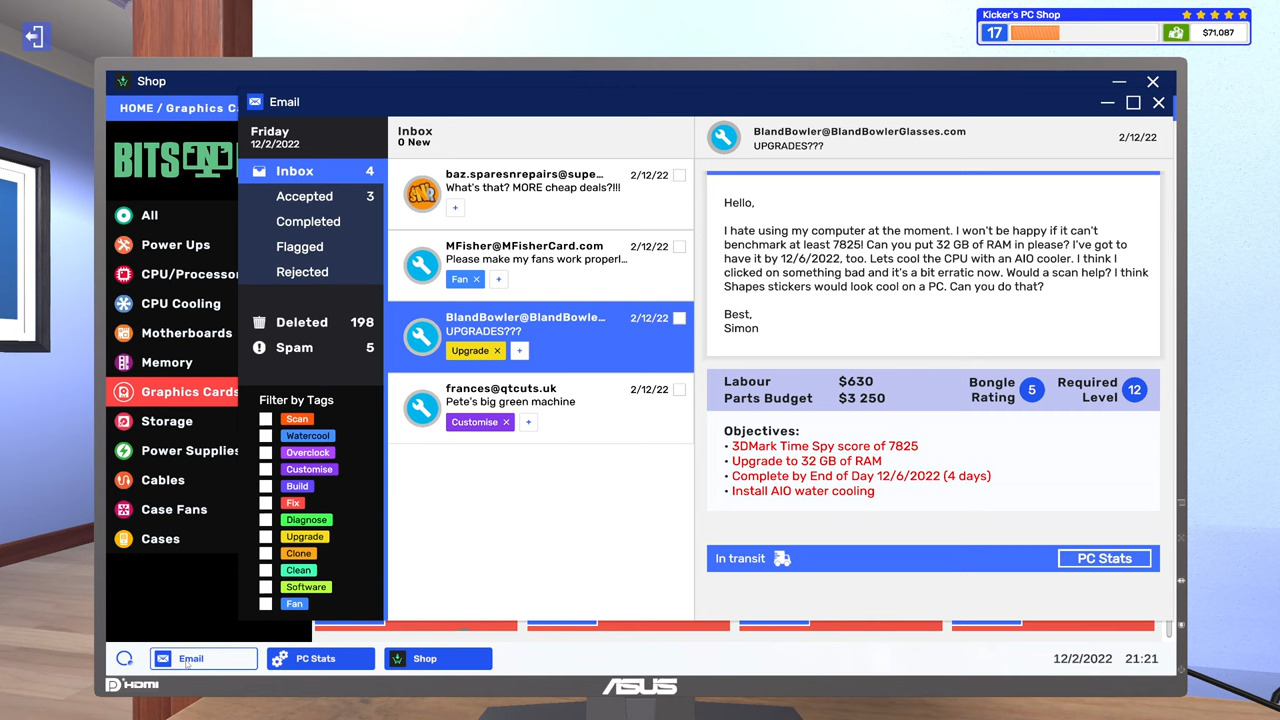 Kicker's PC Shop
17
$71,087
Shop
HOME / Graphics C
Email
BITS
All
Power Ups
CPU/Processo
CPU Cooling
Motherboards
Memory
Graphics Cards
Storage
Power Supplies
Cables
Case Fans
Cases
Friday
12/2/2022
Inbox 4
Accepted 3
Completed
Flagged
Rejected
Deleted 198
Spam 5
Filter by Tags
Scan
Watercool
Overclock
Customise
Build
Fix
Diagnose
Upgrade
Clone
Clean
Software
Fan
Inbox
0 New
baz.sparesnrepairs@supe... 2/12/22
What's that? MORE cheap deals?!!!
+
MFisher@MFisherCard.com 2/12/22
Please make my fans work properl...
Fan × +
BlandBowler@BlandBowle... 2/12/22
UPGRADES???
Upgrade × +
frances@qtcuts.uk 2/12/22
Pete's big green machine
Customise × +
BlandBowler@BlandBowlerGlasses.com 2/12/22
UPGRADES???
Hello,
I hate using my computer at the moment. I won't be happy if it can't
benchmark at least 7825! Can you put 32 GB of RAM in please? I've got to
have it by 12/6/2022, too. Lets cool the CPU with an AIO cooler. I think I
clicked on something bad and it's a bit erratic now. Would a scan help? I think
Shapes stickers would look cool on a PC. Can you do that?
Best,
Simon
Labour $630
Parts Budget $3 250
Bongle Rating 5
Required Level 12
Objectives:
• 3DMark Time Spy score of 7825
• Upgrade to 32 GB of RAM
• Complete by End of Day 12/6/2022 (4 days)
• Install AIO water cooling
In transit
PC Stats
Email
PC Stats
Shop
12/2/2022 21:21
HDMI
ASUS